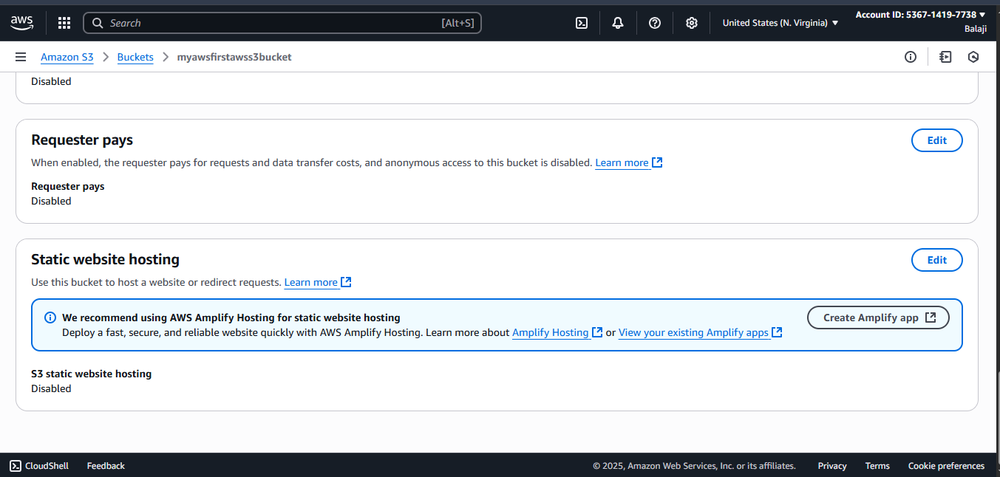 aws
Search [Alt+S]
United States (N. Virginia)
Account ID: 5367-1419-7738
Balaji
Amazon S3 > Buckets > myawsfirstawss3bucket
Disabled
Requester pays
Edit
When enabled, the requester pays for requests and data transfer costs, and anonymous access to this bucket is disabled. Learn more
Requester pays
Disabled
Static website hosting
Edit
Use this bucket to host a website or redirect requests. Learn more
We recommend using AWS Amplify Hosting for static website hosting
Deploy a fast, secure, and reliable website quickly with AWS Amplify Hosting. Learn more about Amplify Hosting or View your existing Amplify apps
Create Amplify app
S3 static website hosting
Disabled
CloudShell Feedback © 2025, Amazon Web Services, Inc. or its affiliates. Privacy Terms Cookie preferences